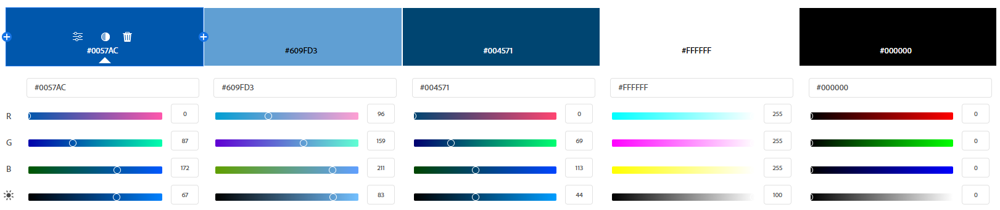 #0057AC #609FD3 #004571 #FFFFFF #000000
#0057AC #609FD3 #004571 #FFFFFF #000000
R 0 96 0 255 0
G 87 159 69 255 0
B 172 211 113 255 0
67 83 44 100 0